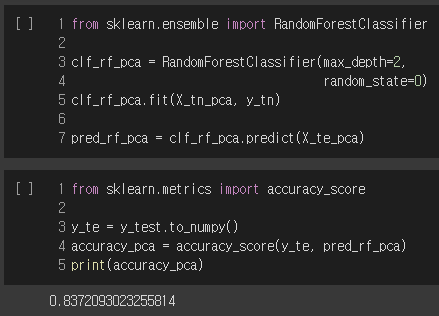 [ ] 1 from sklearn.ensemble import RandomForestClassifier
2
3 clf_rf_pca = RandomForestClassifier(max_depth=2,
4                                     random_state=0)
5 clf_rf_pca.fit(X_tn_pca, y_tn)
6
7 pred_rf_pca = clf_rf_pca.predict(X_te_pca)
[ ] 1 from sklearn.metrics import accuracy_score
2
3 y_te = y_test.to_numpy()
4 accuracy_pca = accuracy_score(y_te, pred_rf_pca)
5 print(accuracy_pca)
0.8372093023255814